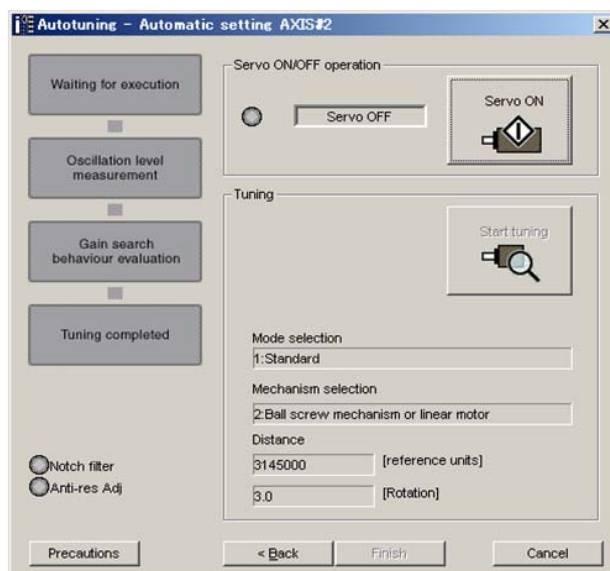 Autotuning - Automatic setting AXIS#2
Waiting for execution
Oscillation level
measurement
Gain search
behaviour evaluation
Tuning completed
Notch filter
Anti-res Adj
Precautions
Servo ON/OFF operation
Servo OFF
Servo ON
Tuning
Start tuning
Mode selection
1:Standard
Mechanism selection
2:Ball screw mechanism or linear motor
Distance
3145000 [reference units]
3.0 [Rotation]
< Back
Finish
Cancel